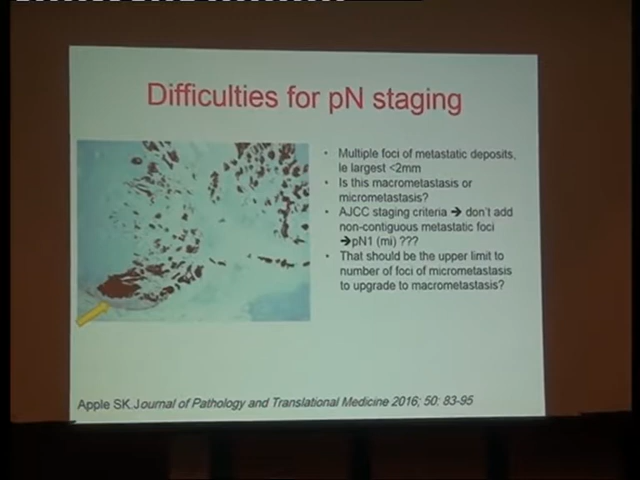 Difficulties for pN staging
• Multiple foci of metastatic deposits,
Ie largest <2mm
• Is this macrometastasis or
micrometastasis?
• AJCC staging criteria ➔ don't add
non-contiguous metastatic foci
➔pN1 (mi) ???
• That should be the upper limit to
number of foci of micrometastasis
to upgrade to macrometastasis?
Apple SK.Journal of Pathology and Translational Medicine 2016; 50: 83-95